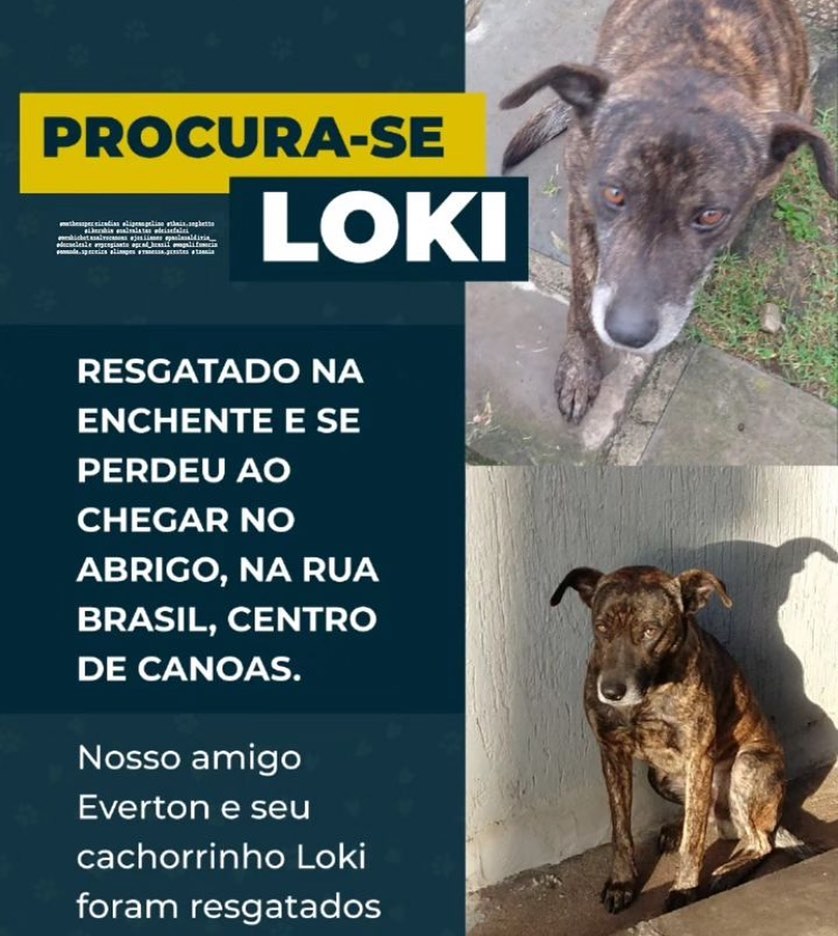 PROCURA-SE
LOKI
RESGATADO NA
ENCHENTE E SE
PERDEU AO
CHEGAR NO
ABRIGO, NA RUA
BRASIL, CENTRO
DE CANOAS.
Nosso amigo
Everton e seu
cachorrinho Loki
foram resgatados